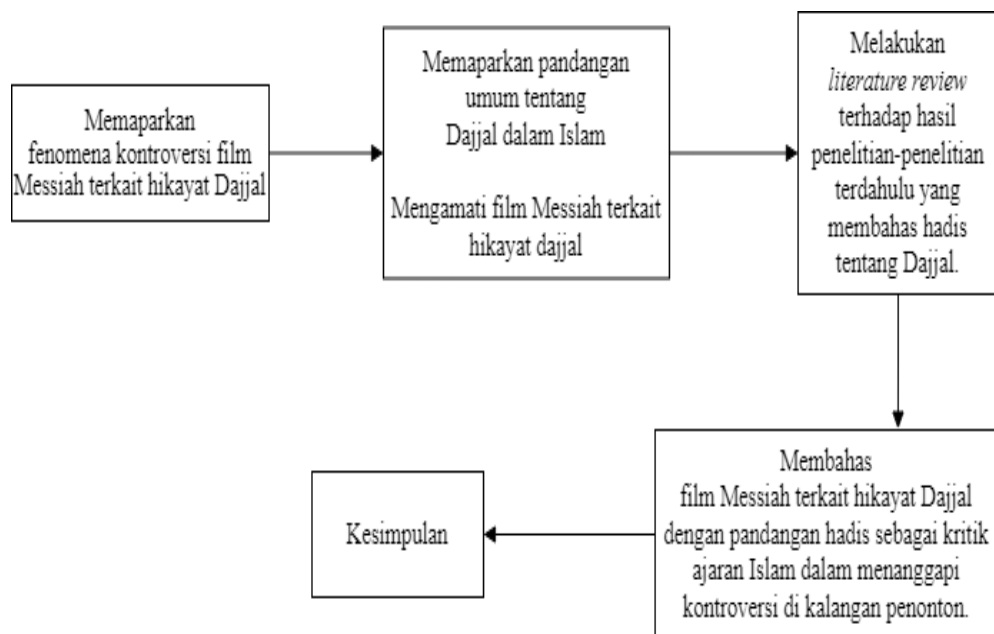 Memaparkan
fenomena kontroversi film
Messiah terkait hikayat Dajjal
Memaparkan pandangan
umum tentang
Dajjal dalam Islam
Mengamati film Messiah terkait
hikayat dajjal
Melakukan
literature review
terhadap hasil
penelitian-penelitian
terdahulu yang
membahas hadis
tentang Dajjal.
Membahas
film Messiah terkait hikayat Dajjal
dengan pandangan hadis sebagai kritik
ajaran Islam dalam menanggapi
kontroversi di kalangan penonton.
Kesimpulan